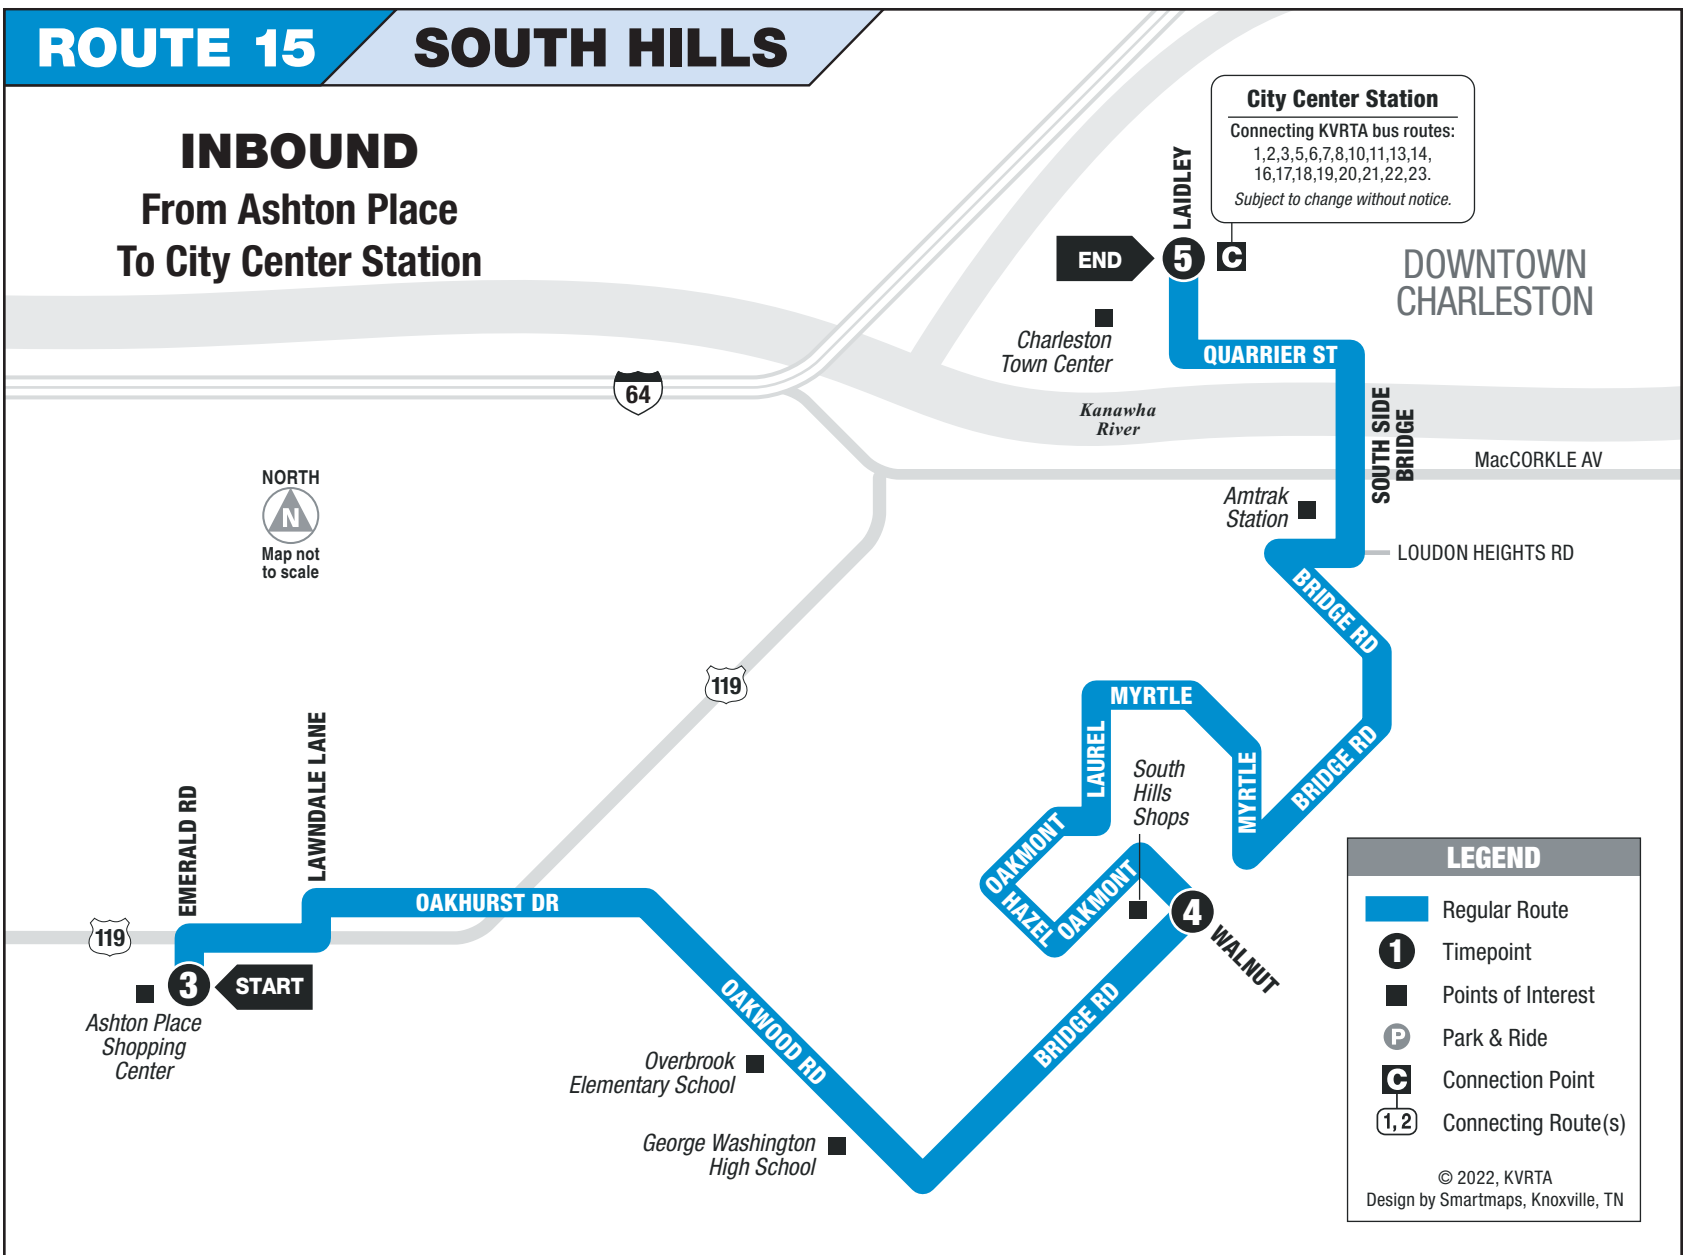 ROUTE 15
SOUTH HILLS
INBOUND
From Ashton Place
To City Center Station
City Center Station
Connecting KVRTA bus routes:
1,2,3,5,6,7,8,10,11,13,14,
16,17,18,19,20,21,22,23.
Subject to change without notice.
LAIDLEY
END
5
C
DOWNTOWN
CHARLESTON
Charleston
Town Center
QUARRIER ST
64
Kanawha
River
SOUTH SIDE
BRIDGE
MacCORKLE AV
NORTH
N
Map not
to scale
Amtrak
Station
LOUDON HEIGHTS RD
BRIDGE RD
119
MYRTLE
LAUREL
MYRTLE
BRIDGE RD
South
Hills
Shops
OAKMONT
HAZEL
OAKMONT
4
WALNUT
EMERALD RD
LAWNDALE LANE
OAKHURST DR
119
3
START
Ashton Place
Shopping
Center
OAKWOOD RD
BRIDGE RD
Overbrook
Elementary School
George Washington
High School
LEGEND
Regular Route
1
Timepoint
Points of Interest
P
Park & Ride
C
Connection Point
1, 2
Connecting Route(s)
© 2022, KVRTA
Design by Smartmaps, Knoxville, TN